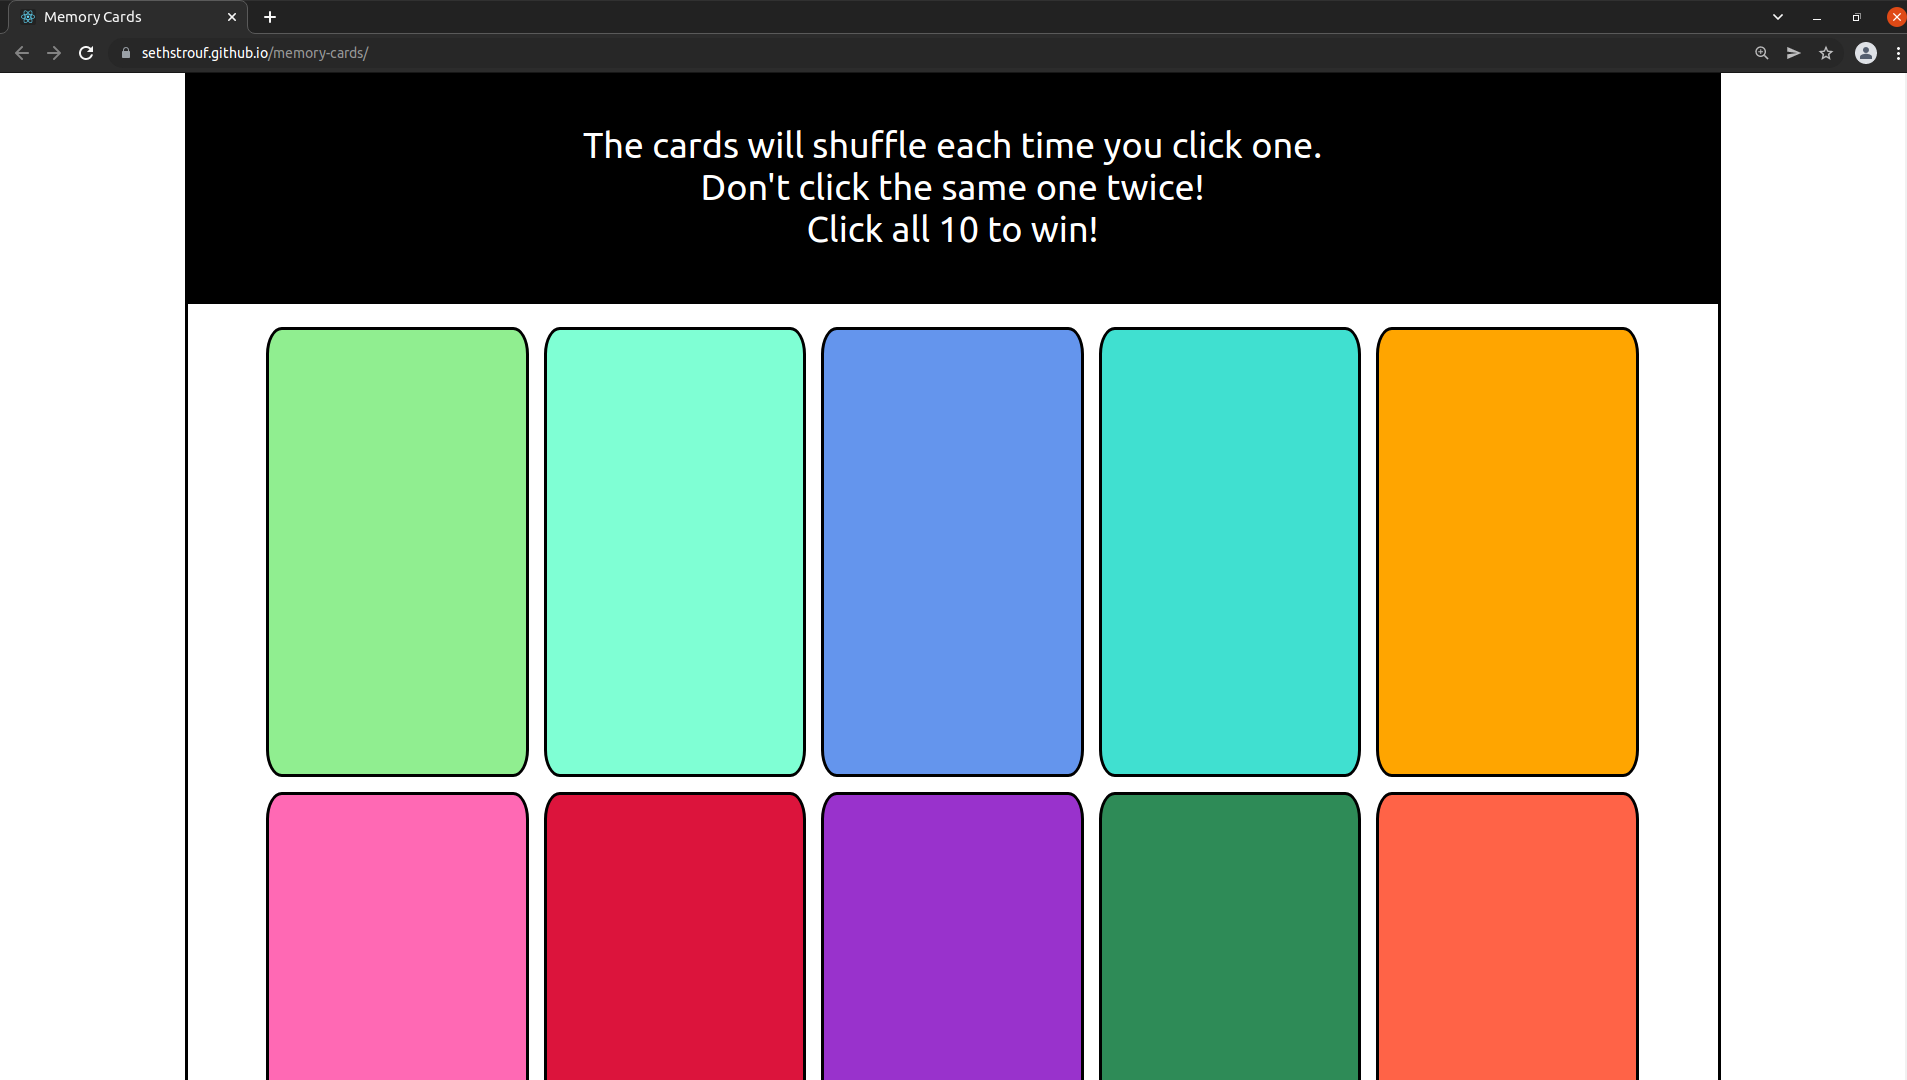 Memory Cards
sethstrouf.github.io/memory-cards/
The cards will shuffle each time you click one.
Don't click the same one twice!
Click all 10 to win!